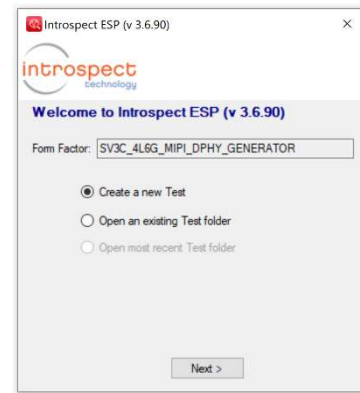 Introspect ESP (v 3.6.90)
introspect
technology
Welcome to Introspect ESP (v 3.6.90)
Form Factor: SV3C_4L6G_MIPI_DPHY_GENERATOR
Create a new Test
Open an existing Test folder
Open most recent Test folder
Next >